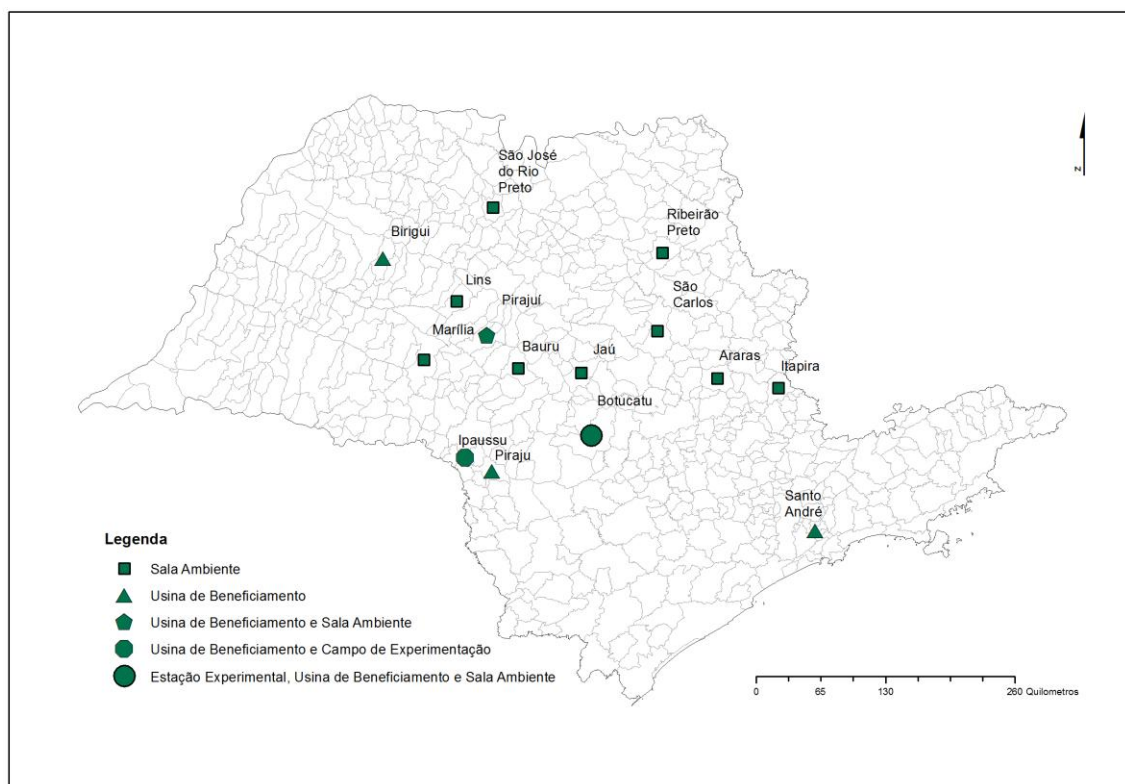 São José
do Rio
Preto
Ribeirão
Preto
Birigui
Lins
São
Carlos
Pirajuí
Marília
Bauru
Jaú
Araras
Itapira
Botucatu
Ipaussu
Piraju
Santo
André
N
Legenda
Sala Ambiente
Usina de Beneficiamento
Usina de Beneficiamento e Sala Ambiente
Usina de Beneficiamento e Campo de Experimentação
Estação Experimental, Usina de Beneficiamento e Sala Ambiente
0 65 130 260 Quilometros